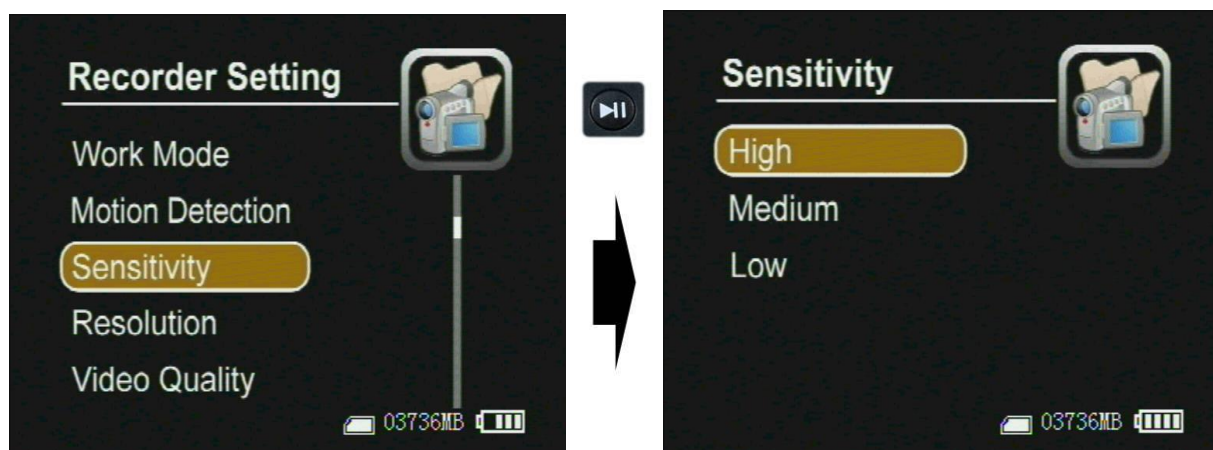 Recorder Setting
Work Mode
Motion Detection
Sensitivity
Resolution
Video Quality
03736MB
Sensitivity
High
Medium
Low
03736MB